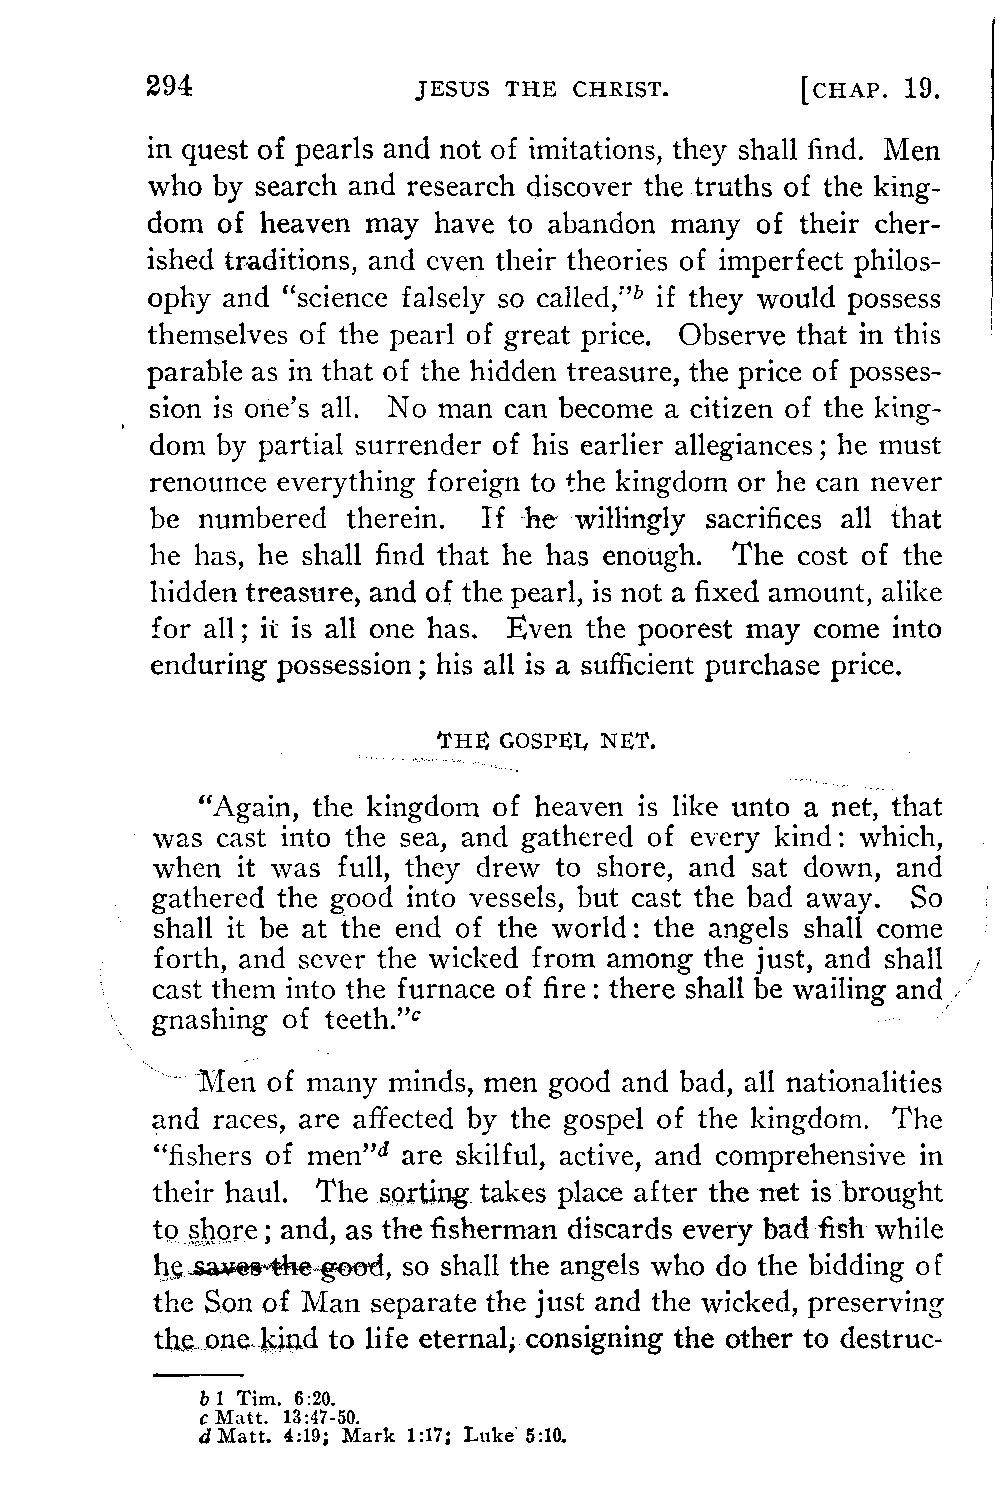 294 JESUS THE CHRIST. [CHAP. 19.
in quest of pearls and not of imitations, they shall find. Men
who by search and research discover the truths of the king-
dom of heaven may have to abandon many of their cher-
ished traditions, and even their theories of imperfect philos-
ophy and “science falsely so called,”b if they would possess
themselves of the pearl of great price. Observe that in this
parable as in that of the hidden treasure, the price of posses-
sion is one’s all. No man can become a citizen of the king-
dom by partial surrender of his earlier allegiances; he must
renounce everything foreign to the kingdom or he can never
be numbered therein. If he willingly sacrifices all that
he has, he shall find that he has enough. The cost of the
hidden treasure, and of the pearl, is not a fixed amount, alike
for all; it is all one has. Even the poorest may come into
enduring possession; his all is a sufficient purchase price.
THE GOSPEL NET.
“Again, the kingdom of heaven is like unto a net, that
was cast into the sea, and gathered of every kind: which,
when it was full, they drew to shore, and sat down, and
gathered the good into vessels, but cast the bad away. So
shall it be at the end of the world: the angels shall come
forth, and sever the wicked from among the just, and shall
cast them into the furnace of fire: there shall be wailing and
gnashing of teeth.”c
Men of many minds, men good and bad, all nationalities
and races, are affected by the gospel of the kingdom. The
“fishers of men”d are skilful, active, and comprehensive in
their haul. The sorting takes place after the net is brought
to shore; and, as the fisherman discards every bad fish while
he saves the good, so shall the angels who do the bidding of
the Son of Man separate the just and the wicked, preserving
the one kind to life eternal, consigning the other to destruc-
b 1 Tim. 6:20.
c Matt. 13:47-50.
d Matt. 4:19; Mark 1:17; Luke 5:10.